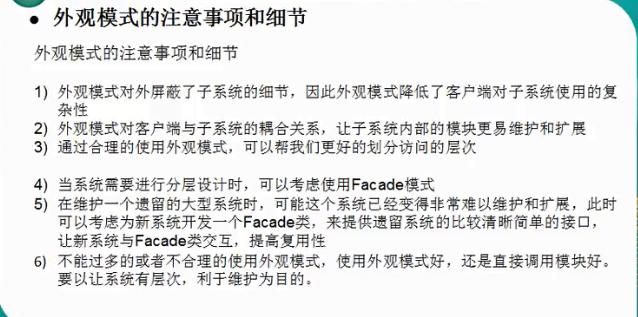 ● 外观模式的注意事项和细节
外观模式的注意事项和细节
1) 外观模式对外屏蔽了子系统的细节，因此外观模式降低了客户端对子系统使用的复
杂性
2) 外观模式对客户端与子系统的耦合关系，让子系统内部的模块更易维护和扩展
3) 通过合理的使用外观模式，可以帮我们更好的划分访问的层次
4) 当系统需要进行分层设计时，可以考虑使用Facade模式
5) 在维护一个遗留的大型系统时，可能这个系统已经变得非常难以维护和扩展，此时
可以考虑为新系统开发一个Facade类，来提供遗留系统的比较清晰简单的接口，
让新系统与Facade类交互，提高复用性
6) 不能过多的或者不合理的使用外观模式，使用外观模式好，还是直接调用模块好。
要以让系统有层次，利于维护为目的。